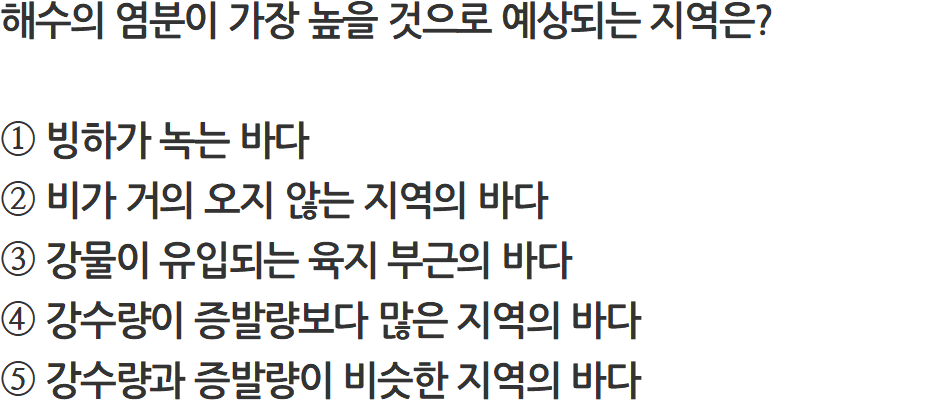 해수의 염분이 가장 높을 것으로 예상되는 지역은?
① 빙하가 녹는 바다
② 비가 거의 오지 않는 지역의 바다
③ 강물이 유입되는 육지 부근의 바다
④ 강수량이 증발량보다 많은 지역의 바다
⑤ 강수량과 증발량이 비슷한 지역의 바다